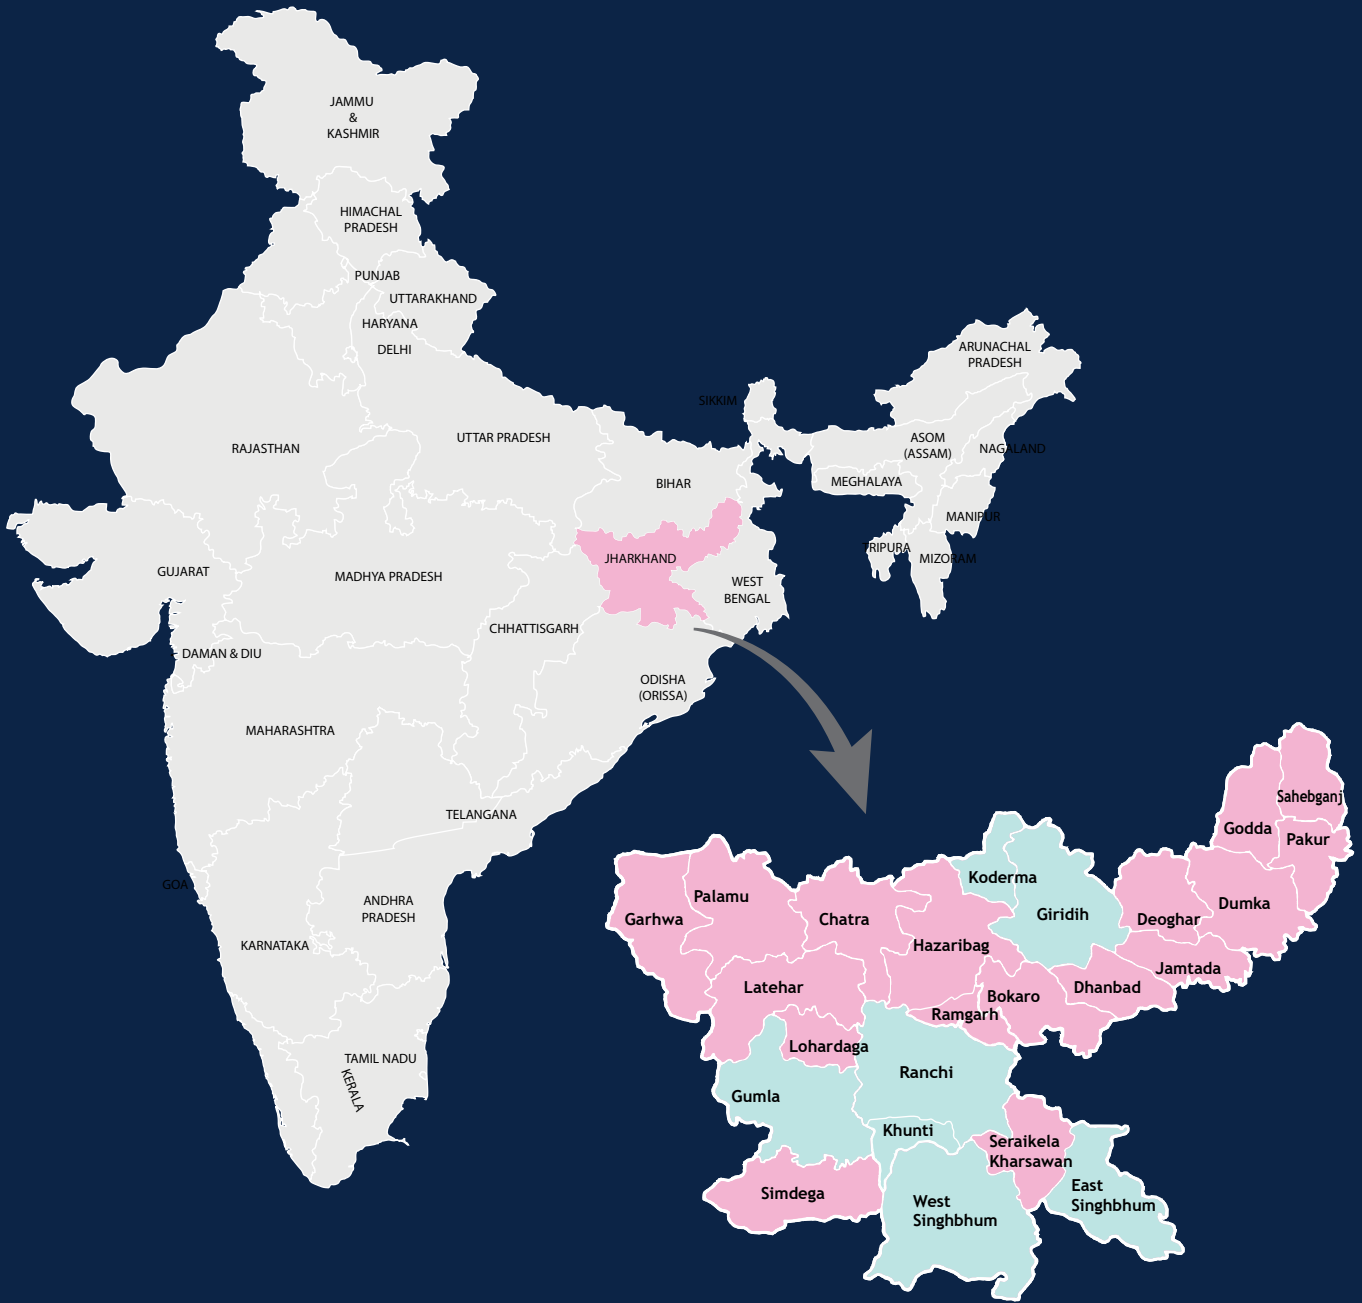 JAMMU
&
KASHMIR
HIMACHAL
PRADESH
PUNJAB
UTTARAKHAND
HARYANA
DELHI
ARUNACHAL
PRADESH
SIKKIM
UTTAR PRADESH
ASOM
(ASSAM)
NAGALAND
RAJASTHAN
BIHAR
MEGHALAYA
MANIPUR
TRIPURA
MIZORAM
JHARKHAND
GUJARAT
MADHYA PRADESH
WEST
BENGAL
CHHATTISGARH
DAMAN & DIU
ODISHA
(ORISSA)
MAHARASHTRA
TELANGANA
GOA
ANDHRA
PRADESH
KARNATAKA
TAMIL NADU
KERALA
Sahebganj
Godda
Pakur
Koderma
Palamu
Garhwa
Chatra
Giridih
Deoghar
Dumka
Hazaribag
Jamtada
Latehar
Bokaro
Dhanbad
Ramgarh
Lohardaga
Ranchi
Gumla
Khunti
Seraikela
Kharsawan
Simdega
West
Singhbhum
East
Singhbhum